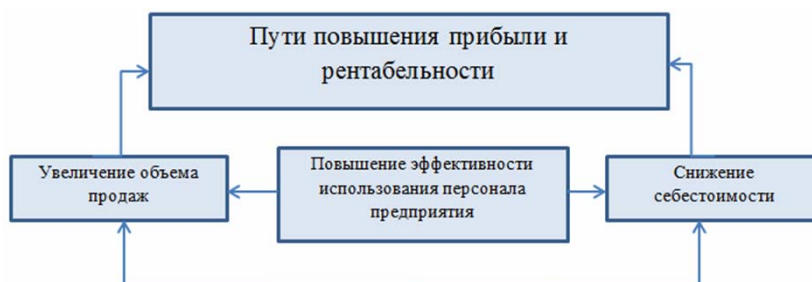 Пути повышения прибыли и
рентабельности
Увеличение объема
продаж
Повышение эффективности
использования персонала
предприятия
Снижение
себестоимости